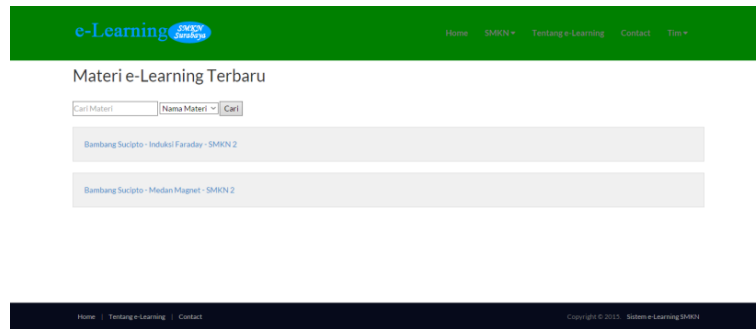 e-Learning SMKN Surabaya
Home SMKN Tentang e-Learning Contact Tim
Materi e-Learning Terbaru
Cari Materi Nama Materi Cari
Bambang Sucipto - Induksi Faraday - SMKN 2
Bambang Sucipto - Medan Magnet - SMKN 2
Home | Tentang e-Learning | Contact Copyright © 2015. Sistem e-Learning SMKN